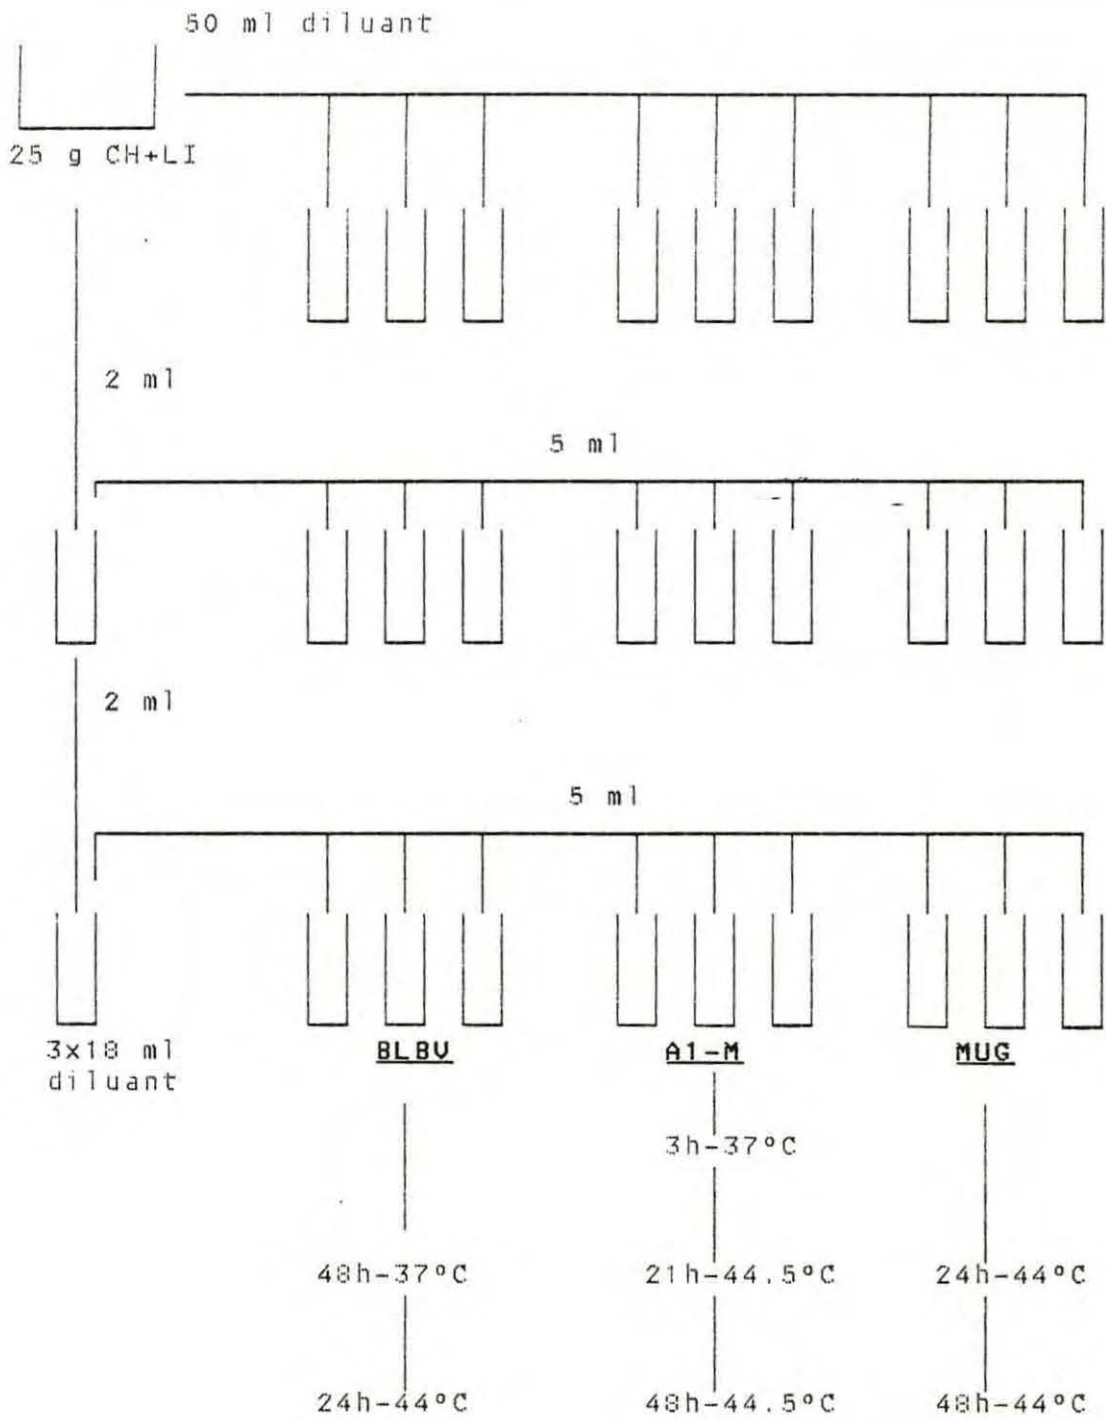 50 ml diluant
25 g CH+LI
2 ml
5 ml
2 ml
5 ml
3x18 ml
diluant
BLBV
A1-M
MUG
3h-37°C
48h-37°C
21h-44.5°C
24h-44°C
24h-44°C
48h-44.5°C
48h-44°C